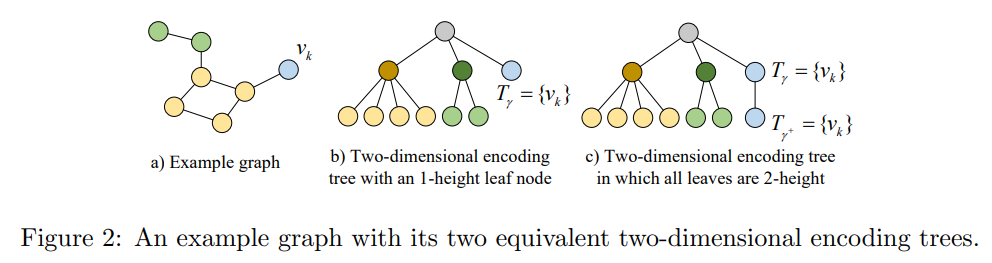 v_k
T_γ = {v_k}
T_γ = {v_k}
T_γ⁺ = {v_k}
a) Example graph
b) Two-dimensional encoding
tree with an 1-height leaf node
c) Two-dimensional encoding tree
in which all leaves are 2-height
Figure 2: An example graph with its two equivalent two-dimensional encoding trees.